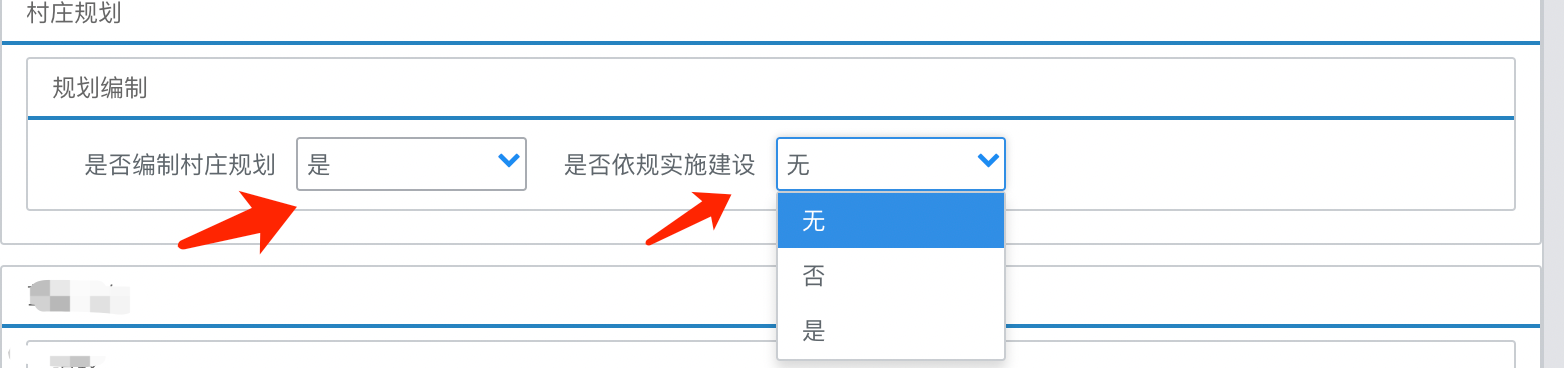 村庄规划
规划编制
是否编制村庄规划 是 是否依规实施建设 无
无
否
是